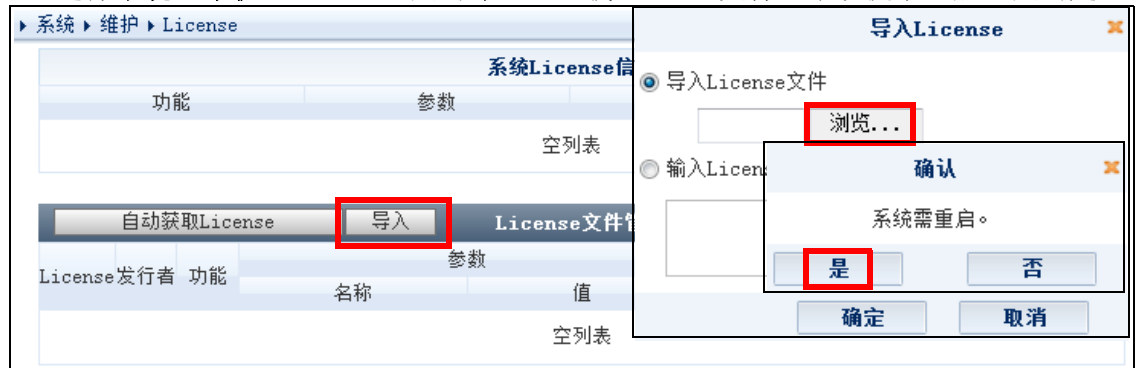 系统 维护 License
系统License信
功能 参数
空列表
自动获取License 导入 License文件管
License 发行者 功能 参数
名称 值
空列表
导入License
导入License文件
浏览...
输入Licen
确认
系统需重启。
是 否
确定 取消